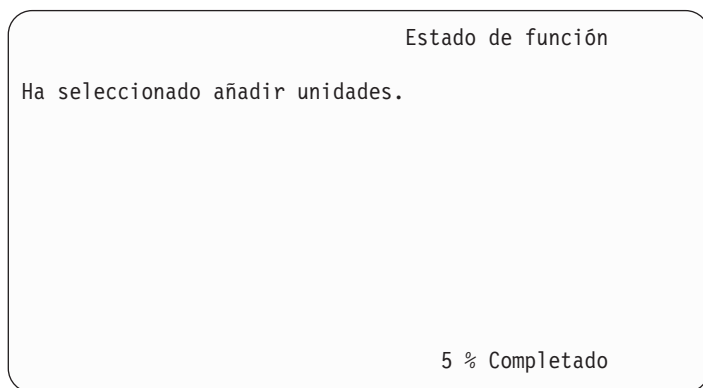 Estado de función
Ha seleccionado añadir unidades.
5 % Completado